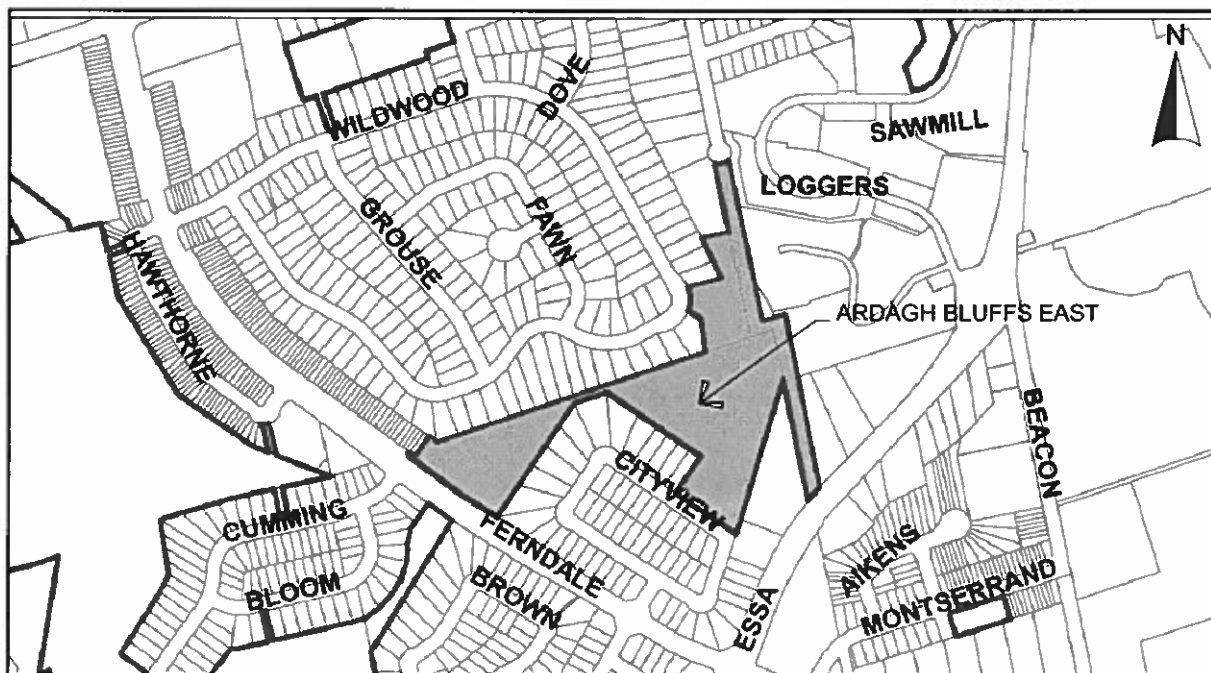 N
DOVE
WILDWOOD
SAWMILL
LOGGERS
FAWN
GROUSE
HAWTHORNE
ARDAGH BLUFFS EAST
BEACON
CITYVIEW
CUMMING
FERNDALE
AIKENS
BLOOM
BROWN
MONTSERRAND
ESSA